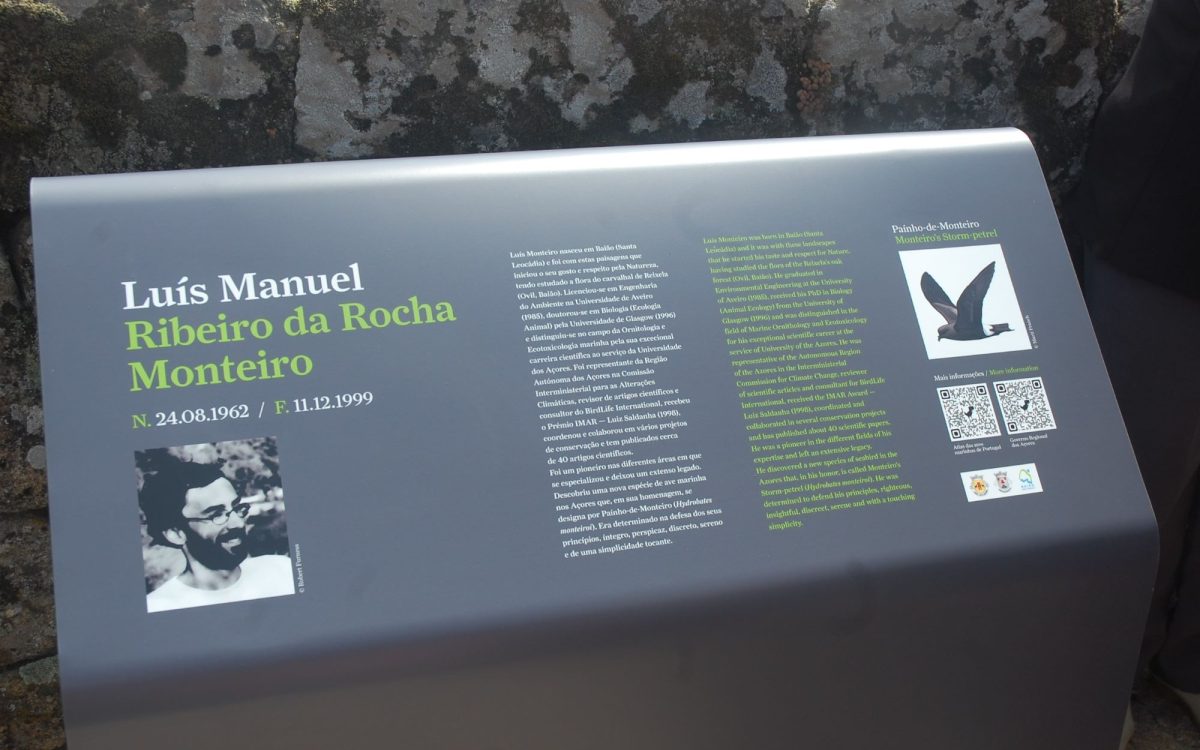 Luís Manuel
Ribeiro da Rocha
Monteiro
N. 24.08.1962 / F. 11.12.1999
© Robert Furness
Luís Monteiro nasceu em Baião (Santa
Leocádia) e foi com estas paisagens que
iniciou o seu gosto e respeito pela Natureza,
tendo estudado a flora do carvalhal de Reixela
(Ovil, Baião). Licenciou-se em Engenharia
do Ambiente na Universidade de Aveiro
(1985), doutorou-se em Biologia (Ecologia
Animal) pela Universidade de Glasgow (1996)
e distinguiu-se no campo da Ornitologia e
Ecotoxicologia marinha pela sua excecional
carreira científica ao serviço da Universidade
dos Açores. Foi representante da Região
Autónoma dos Açores na Comissão
Interministerial para as Alterações
Climáticas, revisor de artigos científicos e
consultor do BirdLife International, recebeu
o Prémio IMAR — Luiz Saldanha (1998),
coordenou e colaborou em vários projetos
de conservação e tem publicados cerca
de 40 artigos científicos.
Foi um pioneiro nas diferentes áreas em que
se especializou e deixou um extenso legado.
Descobriu uma nova espécie de ave marinha
nos Açores que, em sua homenagem, se
designa por Painho-de-Monteiro (Hydrobates
monteiroi). Era determinado na defesa dos seus
princípios, íntegro, perspicaz, discreto, sereno
e de uma simplicidade tocante.
Luís Monteiro was born in Baião (Santa
Leocádia) and it was with these landscapes
that he started his taste and respect for Nature,
having studied the flora of the Reixela's oak
forest (Ovil, Baião). He graduated in
Environmental Engineering at the University
of Aveiro (1985), received his PhD in Biology
(Animal Ecology) from the University of
Glasgow (1996) and was distinguished in the
field of Marine Ornithology and Ecotoxicology
for his exceptional scientific career at the
service of University of the Azores. He was
representative of the Autonomous Region
of the Azores in the Interministerial
Commission for Climate Change, reviewer
of scientific articles and consultant for BirdLife
International, received the IMAR Award —
Luiz Saldanha (1998), coordinated and
collaborated in several conservation projects
and has published about 40 scientific papers.
He was a pioneer in the different fields of his
expertise and left an extensive legacy.
He discovered a new species of seabird in the
Azores that, in his honor, is called Monteiro's
Storm-petrel (Hydrobates monteiroi). He was
determined to defend his principles, righteous,
insightful, discreet, serene and with a touching
simplicity.
Painho-de-Monteiro
Monteiro's Storm-petrel
Mais informações / More information
Atlas das aves
marinhas de Portugal
Governo Regional
dos Açores